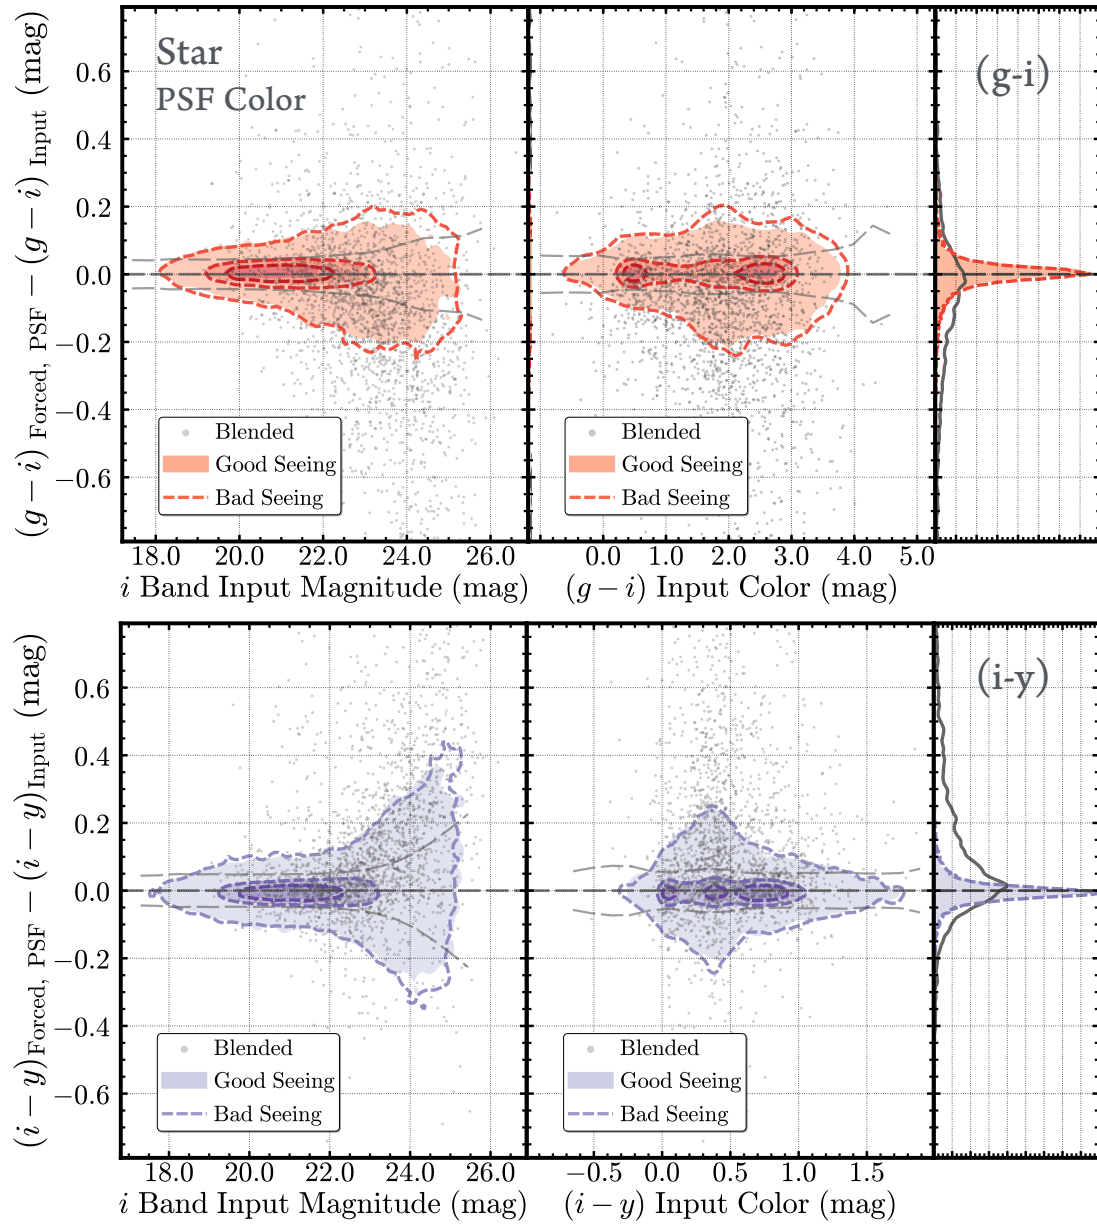 (g − i) Forced, PSF − (g − i) Input (mag)
0.6
0.4
0.2
0.0
−0.2
−0.4
−0.6
Star
PSF Color
(g-i)
Blended
Good Seeing
Bad Seeing
Blended
Good Seeing
Bad Seeing
18.0 20.0 22.0 24.0 26.0
0.0 1.0 2.0 3.0 4.0 5.0
i Band Input Magnitude (mag)
(g − i) Input Color (mag)
(i − y)Forced, PSF − (i − y)Input (mag)
0.6
0.4
0.2
0.0
−0.2
−0.4
−0.6
(i-y)
Blended
Good Seeing
Bad Seeing
Blended
Good Seeing
Bad Seeing
18.0 20.0 22.0 24.0 26.0
−0.5 0.0 0.5 1.0 1.5
i Band Input Magnitude (mag)
(i − y) Input Color (mag)